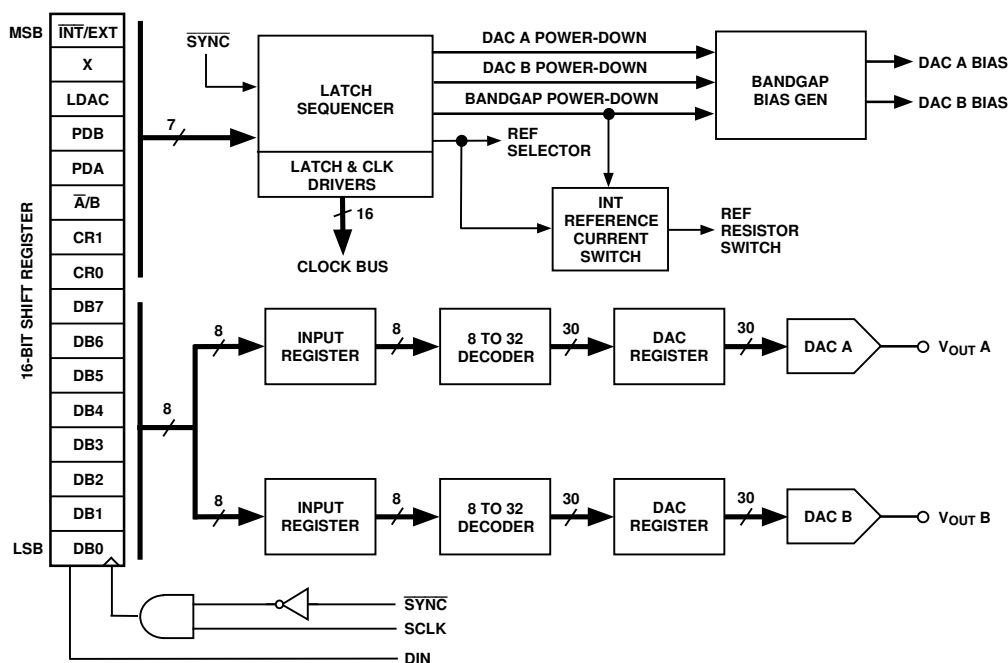 MSB
I̅N̅T̅/EXT
X
LDAC
PDB
PDA
A̅/B
CR1
CR0
DB7
DB6
DB5
DB4
DB3
DB2
DB1
LSB
DB0
16-BIT SHIFT REGISTER
7
S̅Y̅N̅C̅
LATCH
SEQUENCER
LATCH & CLK
DRIVERS
16
CLOCK BUS
DAC A POWER-DOWN
DAC B POWER-DOWN
BANDGAP POWER-DOWN
REF
SELECTOR
BANDGAP
BIAS GEN
DAC A BIAS
DAC B BIAS
INT
REFERENCE
CURRENT
SWITCH
REF
RESISTOR
SWITCH
8
8
INPUT
REGISTER
8
8 TO 32
DECODER
30
DAC
REGISTER
30
DAC A
VOUT A
8
INPUT
REGISTER
8
8 TO 32
DECODER
30
DAC
REGISTER
30
DAC B
VOUT B
S̅Y̅N̅C̅
SCLK
DIN